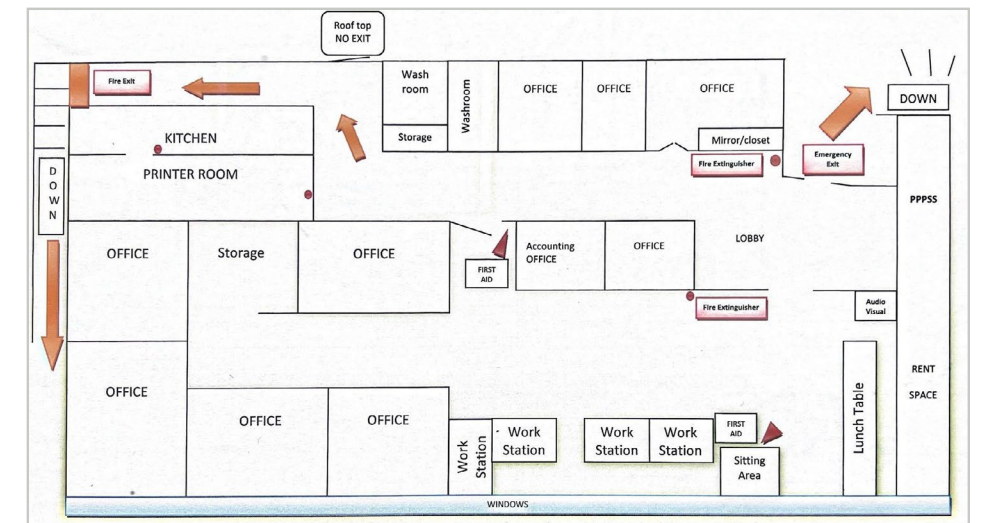 Roof top
NO EXIT
Fire Exit
Wash
room
Washroom
OFFICE
OFFICE
OFFICE
DOWN
Storage
Mirror/closet
KITCHEN
Fire Extinguisher
Emergency
Exit
PRINTER ROOM
D
O
W
N
PPPSS
OFFICE
Storage
OFFICE
Accounting
OFFICE
OFFICE
LOBBY
FIRST
AID
Fire Extinguisher
Audio
Visual
RENT
SPACE
OFFICE
OFFICE
OFFICE
Work
Station
Work
Station
Work
Station
Work
Station
FIRST
AID
Sitting
Area
Lunch Table
WINDOWS